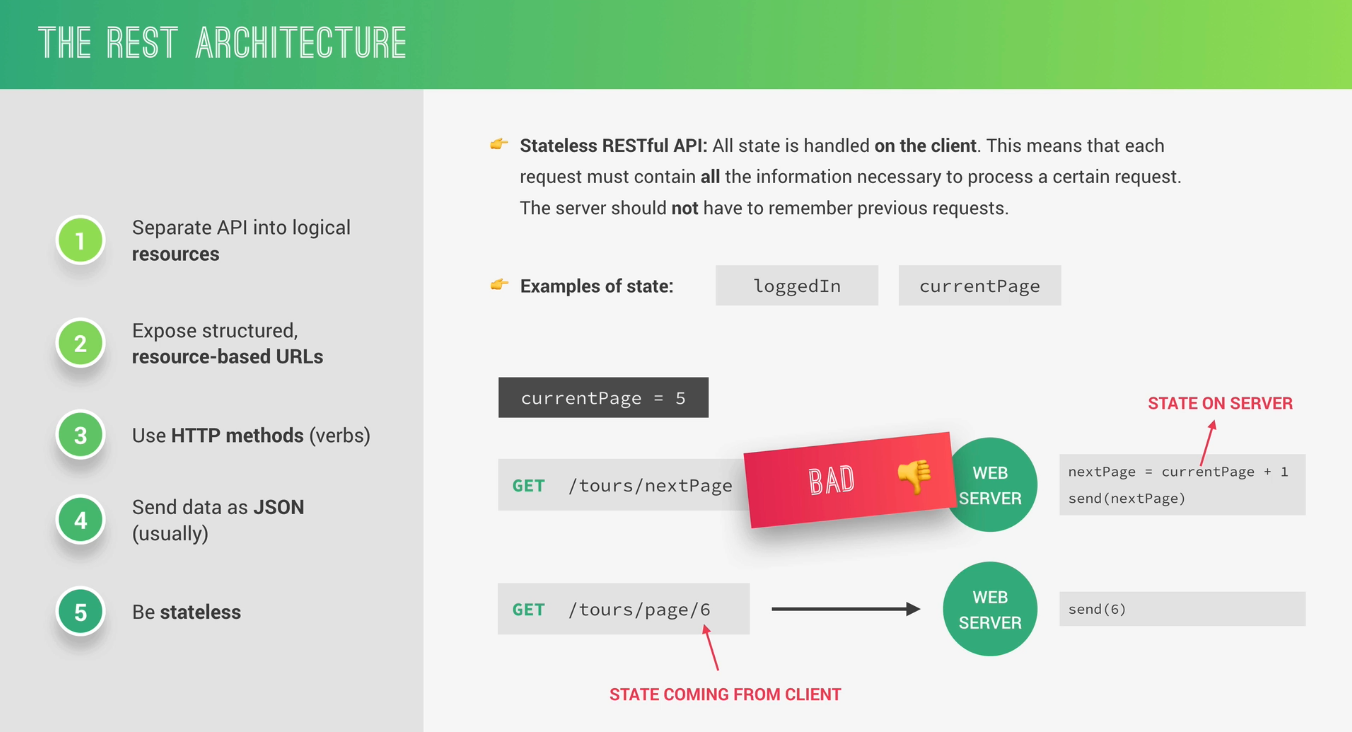 THE REST ARCHITECTURE
1
Separate API into logical
resources
2
Expose structured,
resource-based URLs
3
Use HTTP methods (verbs)
4
Send data as JSON
(usually)
5
Be stateless
👉 Stateless RESTful API: All state is handled on the client. This means that each
request must contain all the information necessary to process a certain request.
The server should not have to remember previous requests.
👉 Examples of state: loggedIn currentPage
currentPage = 5
STATE ON SERVER
GET /tours/nextPage
BAD 👎
WEB
SERVER
nextPage = currentPage + 1
send(nextPage)
GET /tours/page/6
WEB
SERVER
send(6)
STATE COMING FROM CLIENT